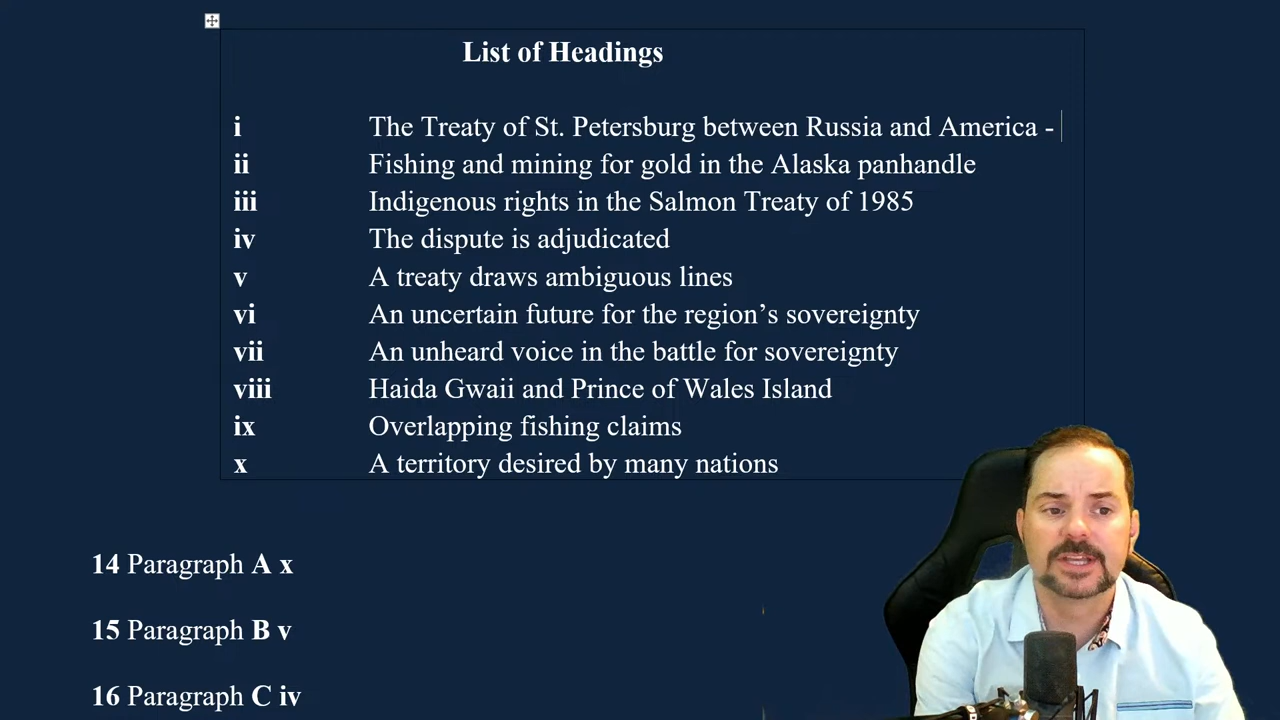 List of Headings
i The Treaty of St. Petersburg between Russia and America -
ii Fishing and mining for gold in the Alaska panhandle
iii Indigenous rights in the Salmon Treaty of 1985
iv The dispute is adjudicated
v A treaty draws ambiguous lines
vi An uncertain future for the region’s sovereignty
vii An unheard voice in the battle for sovereignty
viii Haida Gwaii and Prince of Wales Island
ix Overlapping fishing claims
x A territory desired by many nations
14 Paragraph A x
15 Paragraph B v
16 Paragraph C iv